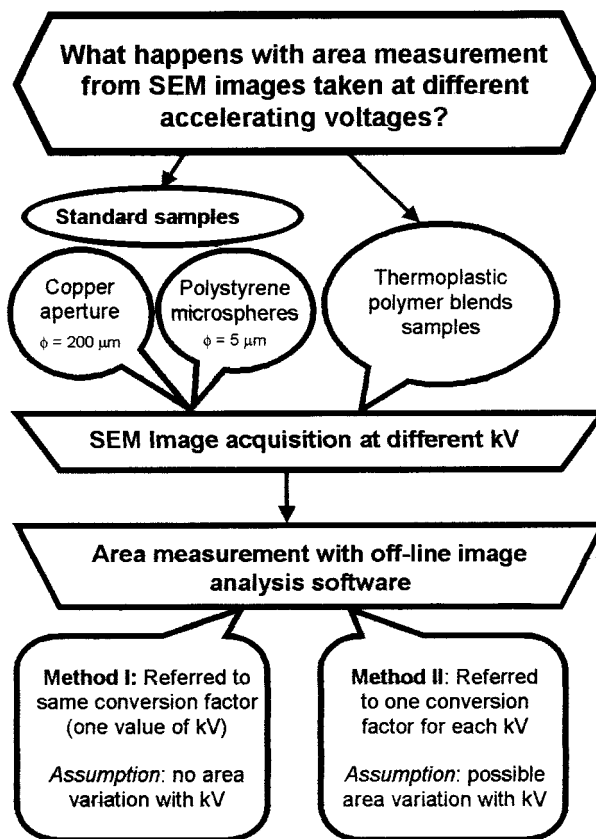 What happens with area measurement
from SEM images taken at different
accelerating voltages?
Standard samples
Copper
aperture
ϕ = 200 μm
Polystyrene
microspheres
ϕ = 5 μm
Thermoplastic
polymer blends
samples
SEM Image acquisition at different kV
Area measurement with off-line image
analysis software
Method I: Referred to
same conversion factor
(one value of kV)
Assumption: no area
variation with kV
Method II: Referred
to one conversion
factor for each kV
Assumption: possible
area variation with kV